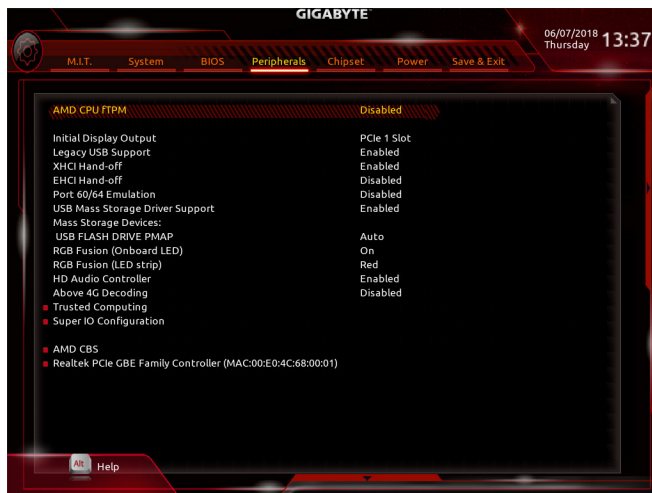 GIGABYTE™
06/07/2018 13:37
Thursday
M.I.T. System BIOS Peripherals Chipset Power Save & Exit
AMD CPU fTPM Disabled
Initial Display Output PCIe 1 Slot
Legacy USB Support Enabled
XHCI Hand-off Enabled
EHCI Hand-off Disabled
Port 60/64 Emulation Disabled
USB Mass Storage Driver Support Enabled
Mass Storage Devices:
USB FLASH DRIVE PMAP Auto
RGB Fusion (Onboard LED) On
RGB Fusion (LED strip) Red
HD Audio Controller Enabled
Above 4G Decoding Disabled
Trusted Computing
Super IO Configuration
AMD CBS
Realtek PCIe GBE Family Controller (MAC:00:E0:4C:68:00:01)
Alt Help